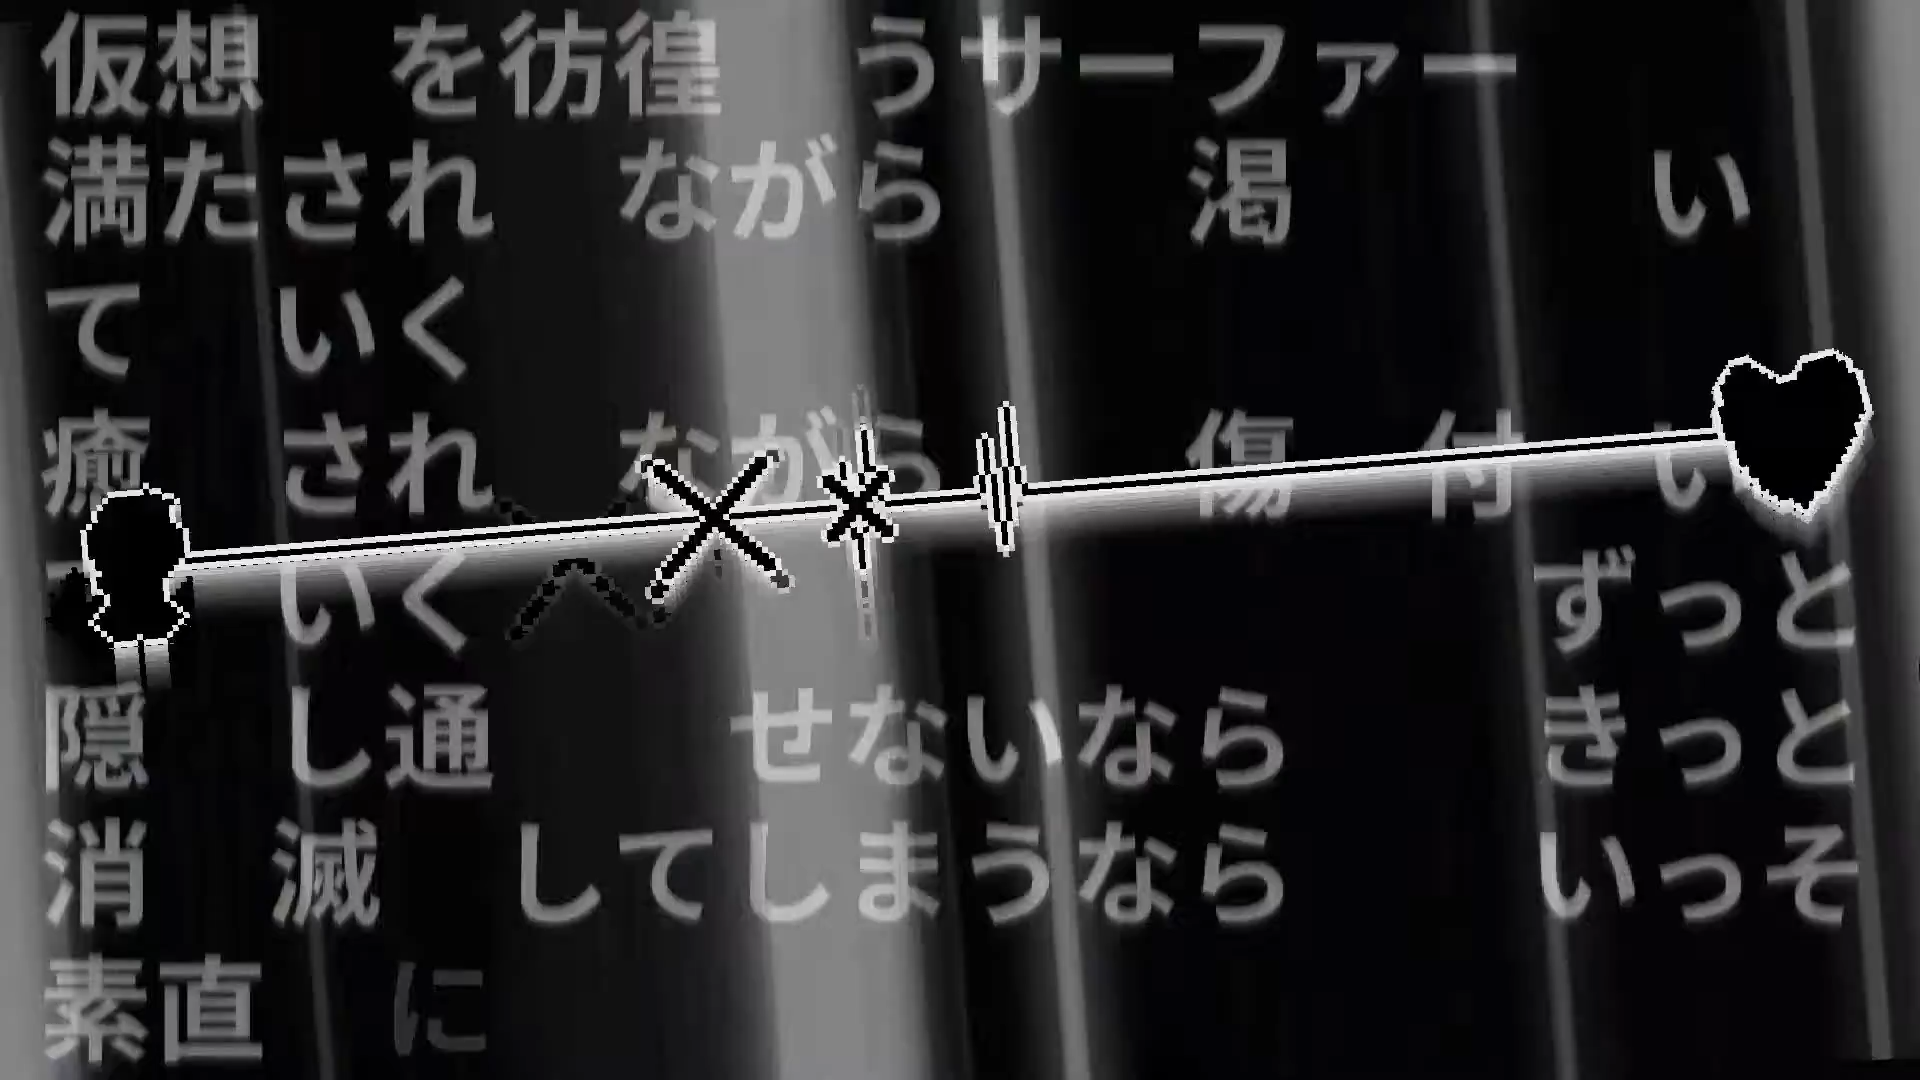 仮想 を彷徨 うサーファー
満たされ ながら 渇 い
て いく
癒 され ながら 傷 付 い
て いく ずっと
隠 し通 せないなら きっと
消 滅 してしまうなら いっそ
素直 に